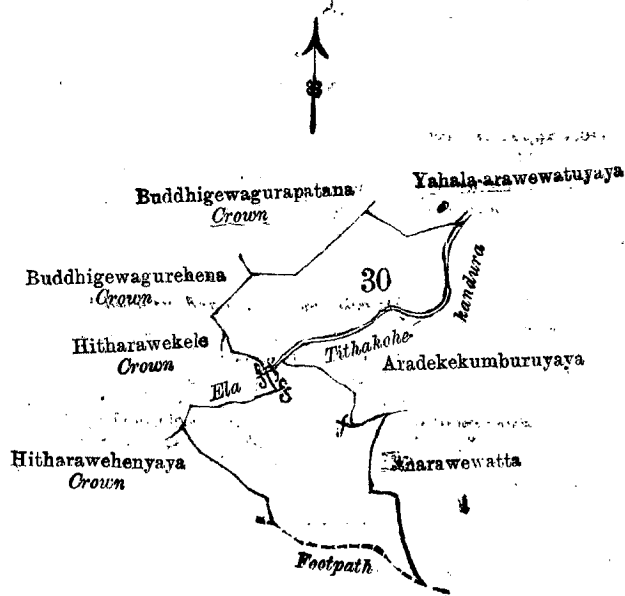 Yahala-arawewatuyaya
Buddhigewagurapatana
Crown
Buddhigewagurehena
Crown
30
kandura
Hitharawekele
Crown
Tithakohe
Aradekekumburuyaya
Ela
Hitharawehenyaya
Crown
Footpath